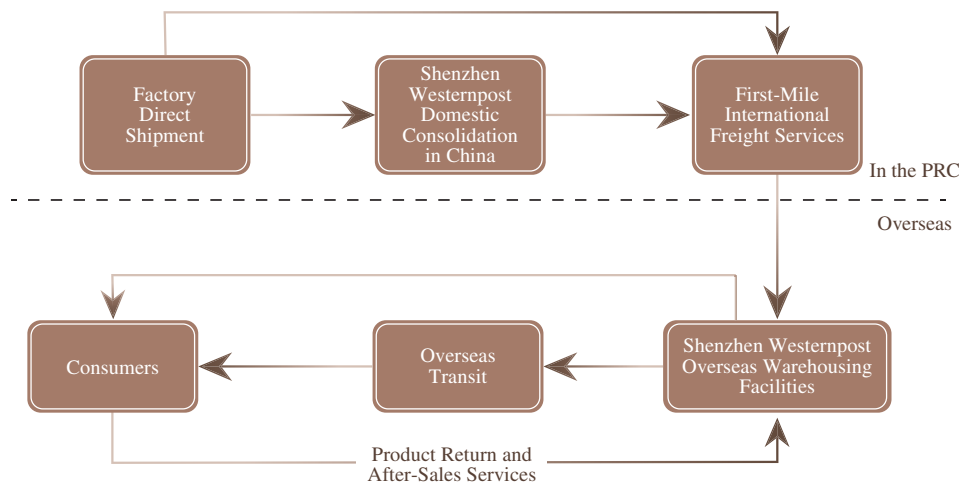 Factory
Direct
Shipment
Shenzhen
Westernpost
Domestic
Consolidation
in China
First-Mile
International
Freight Services
In the PRC
Overseas
Consumers
Overseas
Transit
Shenzhen Westernpost
Overseas Warehousing
Facilities
Product Return and
After-Sales Services